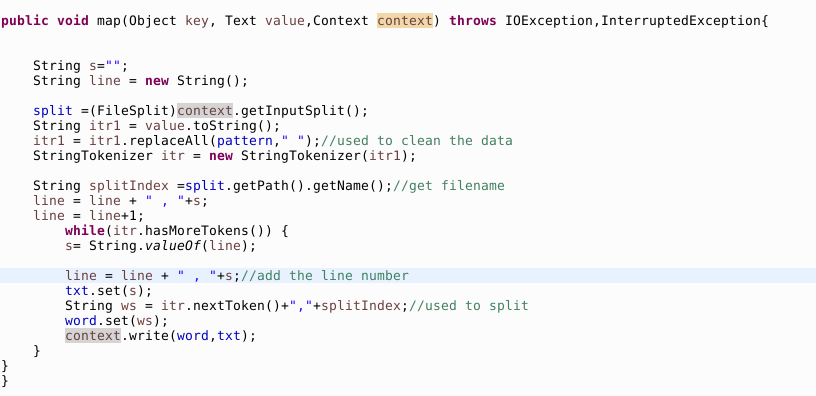 public void map(Object key, Text value,Context context) throws IOException,InterruptedException{
String s="";
String line = new String();
split =(FileSplit)context.getInputSplit();
String itr1 = value.toString();
itr1 = itr1.replaceAll(pattern," ");//used to clean the data
StringTokenizer itr = new StringTokenizer(itr1);
String splitIndex =split.getPath().getName();//get filename
line = line + " , "+s;
line = line+1;
while(itr.hasMoreTokens()) {
s= String.valueOf(line);
line = line + " , "+s;//add the line number
txt.set(s);
String ws = itr.nextToken()+","+splitIndex;//used to split
word.set(ws);
context.write(word,txt);
}
}
}